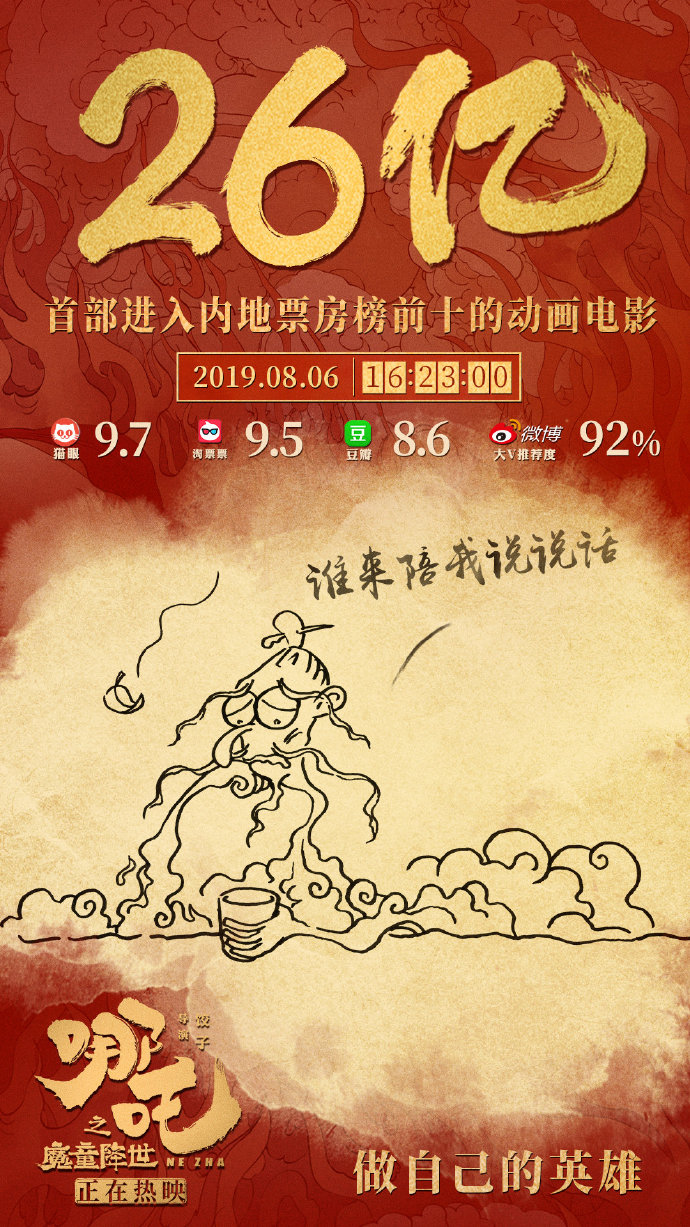 26亿
首部进入内地票房榜前十的动画电影
2019.08.06 16:23:00
猫眼 9.7 淘票票 9.5 豆 豆瓣 8.6 微博 大V推荐度 92%
谁来陪我说说话
哪吒
导演 饺子
之
魔童降世 NE ZHA
正在热映
做自己的英雄